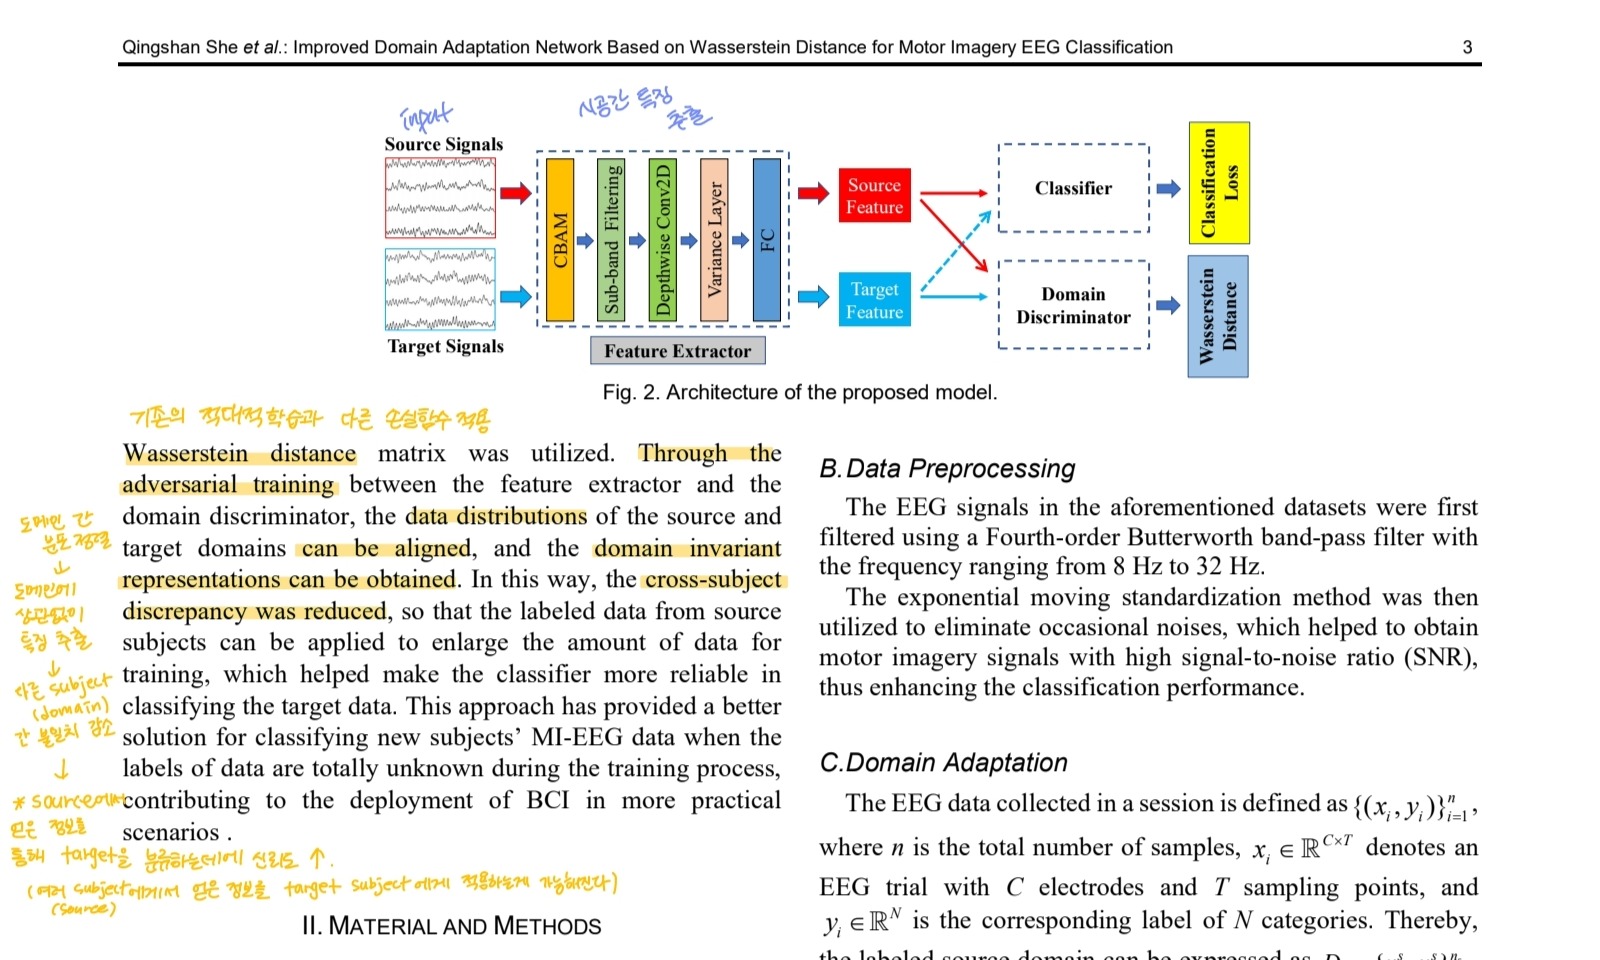 Qingshan She et al.: Improved Domain Adaptation Network Based on Wasserstein Distance for Motor Imagery EEG Classification 3
input
시공간 특징
추출
Source Signals
Target Signals
CBAM
Sub-band Filtering
Depthwise Conv2D
Variance Layer
FC
Feature Extractor
Source
Feature
Target
Feature
Classifier
Domain
Discriminator
Classification
Loss
Wasserstein
Distance
Fig. 2. Architecture of the proposed model.
기존의 적대적 학습과 다른 손실함수 적용
Wasserstein distance matrix was utilized. Through the
adversarial training between the feature extractor and the
domain discriminator, the data distributions of the source and
target domains can be aligned, and the domain invariant
representations can be obtained. In this way, the cross-subject
discrepancy was reduced, so that the labeled data from source
subjects can be applied to enlarge the amount of data for
training, which helped make the classifier more reliable in
classifying the target data. This approach has provided a better
solution for classifying new subjects’ MI-EEG data when the
labels of data are totally unknown during the training process,
contributing to the deployment of BCI in more practical
scenarios .
도메인 간
분포 정렬
↓
도메인에
상관없이
특징 추출
↓
다른 subject
(domain)
간 불일치 감소
↓
* source에서
얻은 정보를
통해 target을 분류하는데에 신뢰도 ↑.
(여러 subject에게서 얻은 정보를 target subject에게 적용하는게 가능해진다)
(source)
II. MATERIAL AND METHODS
B.Data Preprocessing
The EEG signals in the aforementioned datasets were first
filtered using a Fourth-order Butterworth band-pass filter with
the frequency ranging from 8 Hz to 32 Hz.
The exponential moving standardization method was then
utilized to eliminate occasional noises, which helped to obtain
motor imagery signals with high signal-to-noise ratio (SNR),
thus enhancing the classification performance.
C.Domain Adaptation
The EEG data collected in a session is defined as {(x_i, y_i)}_{i=1}^n ,
where n is the total number of samples, x_i ∈ ℝ^{C×T} denotes an
EEG trial with C electrodes and T sampling points, and
y_i ∈ ℝ^N is the corresponding label of N categories. Thereby,
the labeled source domain can be expressed as